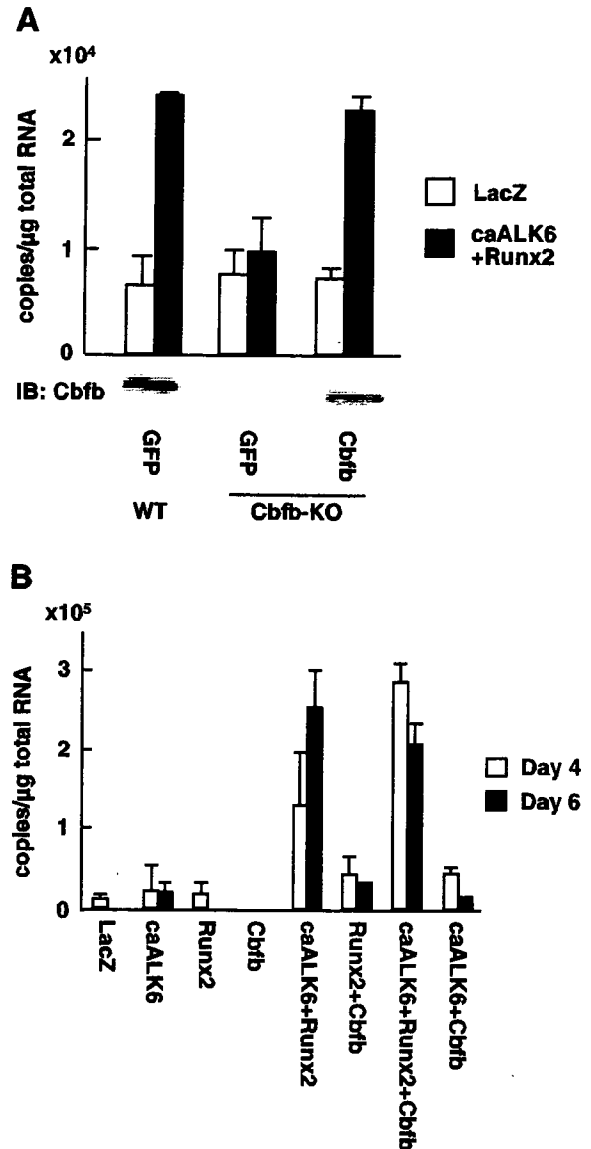 A
x10⁴
copies/µg total RNA
2
1
0
LacZ
caALK6
+Runx2
IB: Cbfb
GFP
GFP
Cbfb
WT
Cbfb-KO
B
x10⁵
copies/µg total RNA
3
2
1
0
Day 4
Day 6
LacZ
caALK6
Runx2
Cbfb
caALK6+Runx2
Runx2+Cbfb
caALK6+Runx2+Cbfb
caALK6+Cbfb